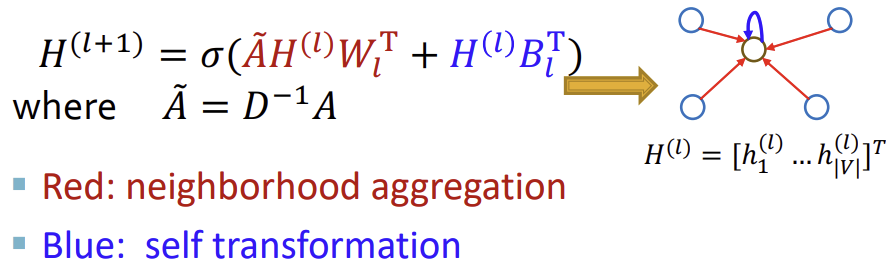 H^{(l+1)} = σ(ÃH^{(l)}W_l^T + H^{(l)}B_l^T)
where Ã = D^{-1}A
H^{(l)} = [h_1^{(l)} … h_{|V|}^{(l)}]^T
Red: neighborhood aggregation
Blue: self transformation